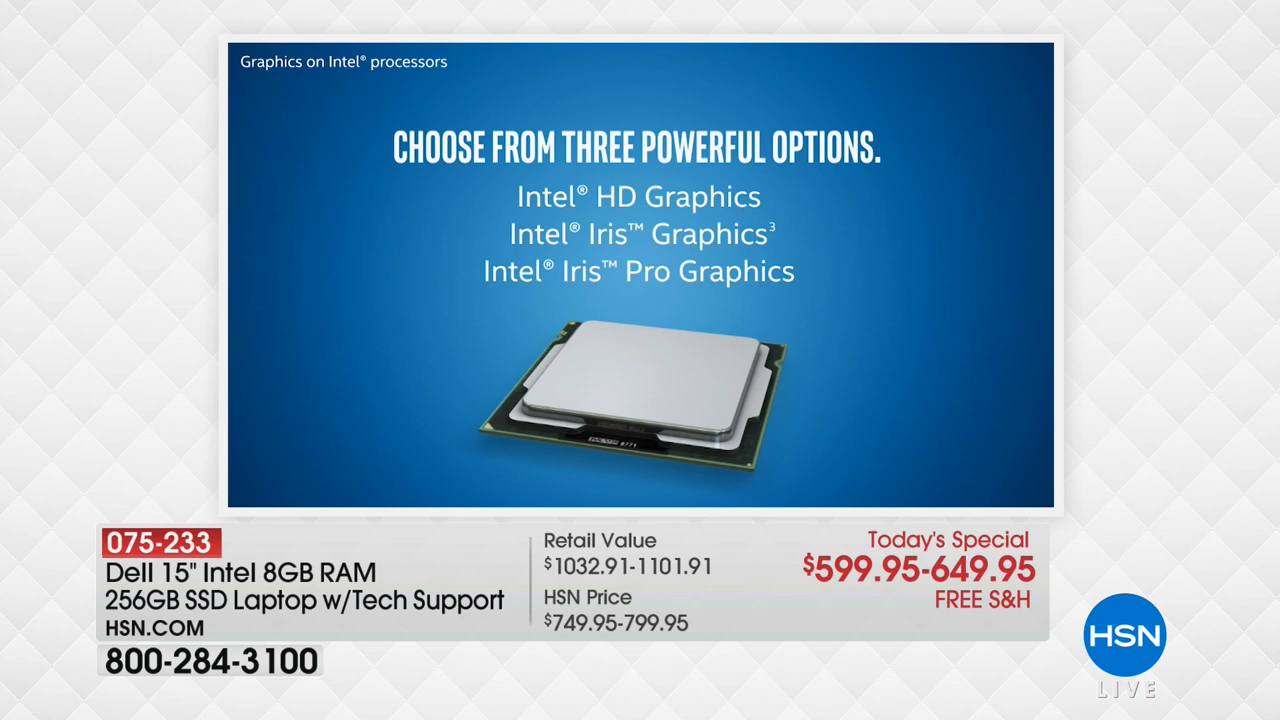 Graphics on Intel® processors
CHOOSE FROM THREE POWERFUL OPTIONS.
Intel® HD Graphics
Intel® Iris™ Graphics³
Intel® Iris™ Pro Graphics
075-233
Dell 15" Intel 8GB RAM
256GB SSD Laptop w/Tech Support
HSN.COM
800-284-3100
Retail Value
$1032.91-1101.91
HSN Price
$749.95-799.95
Today's Special
$599.95-649.95
FREE S&H
HSN
LIVE